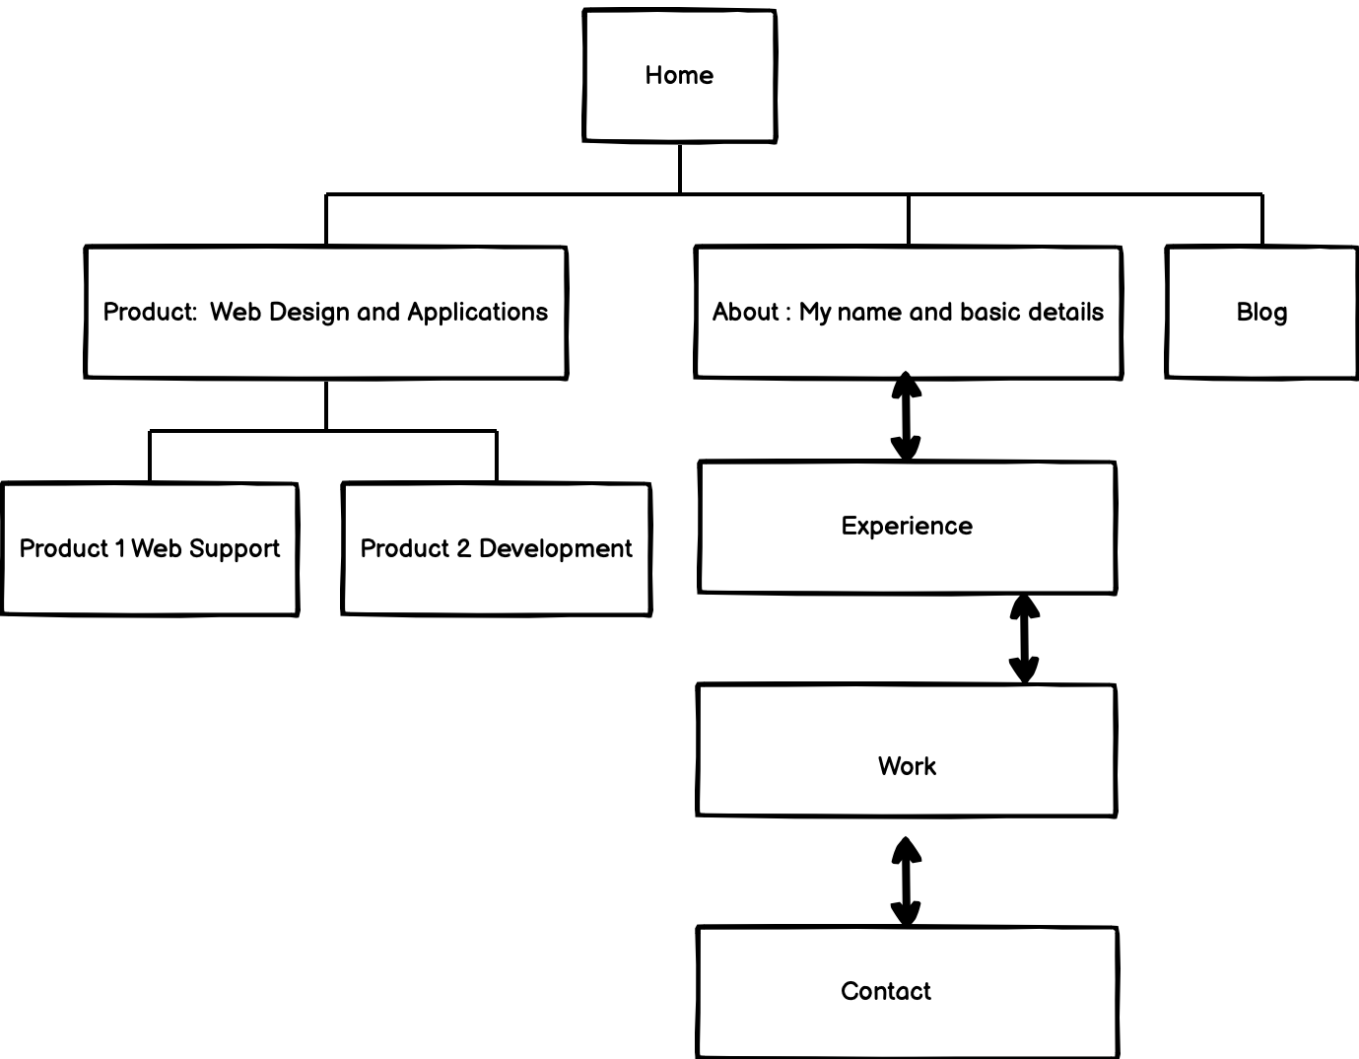 Home
Product:  Web Design and Applications
About : My name and basic details
Blog
Product 1 Web Support
Product 2 Development
Experience
Work
Contact